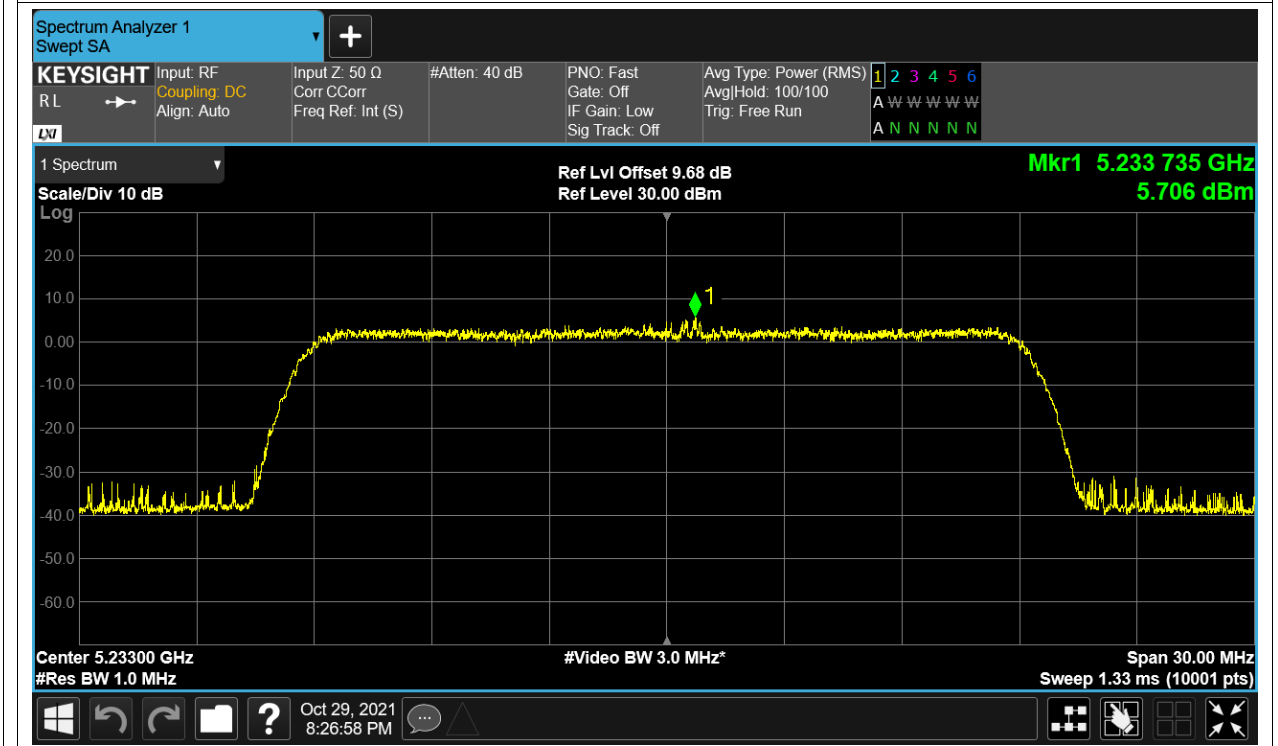 Spectrum Analyzer 1
Swept SA
KEYSIGHT
RL
LXI
Input: RF
Coupling: DC
Align: Auto
Input Z: 50 Ω
Corr CCorr
Freq Ref: Int (S)
#Atten: 40 dB
PNO: Fast
Gate: Off
IF Gain: Low
Sig Track: Off
Avg Type: Power (RMS)
Avg|Hold: 100/100
Trig: Free Run
1 2 3 4 5 6
A W W W W W
A N N N N N
1 Spectrum
Scale/Div 10 dB
Log
Ref Lvl Offset 9.68 dB
Ref Level 30.00 dBm
Mkr1 5.233 735 GHz
5.706 dBm
20.0
10.0
0.00
-10.0
-20.0
-30.0
-40.0
-50.0
-60.0
1
Center 5.23300 GHz
#Res BW 1.0 MHz
#Video BW 3.0 MHz*
Span 30.00 MHz
Sweep 1.33 ms (10001 pts)
?
Oct 29, 2021
8:26:58 PM